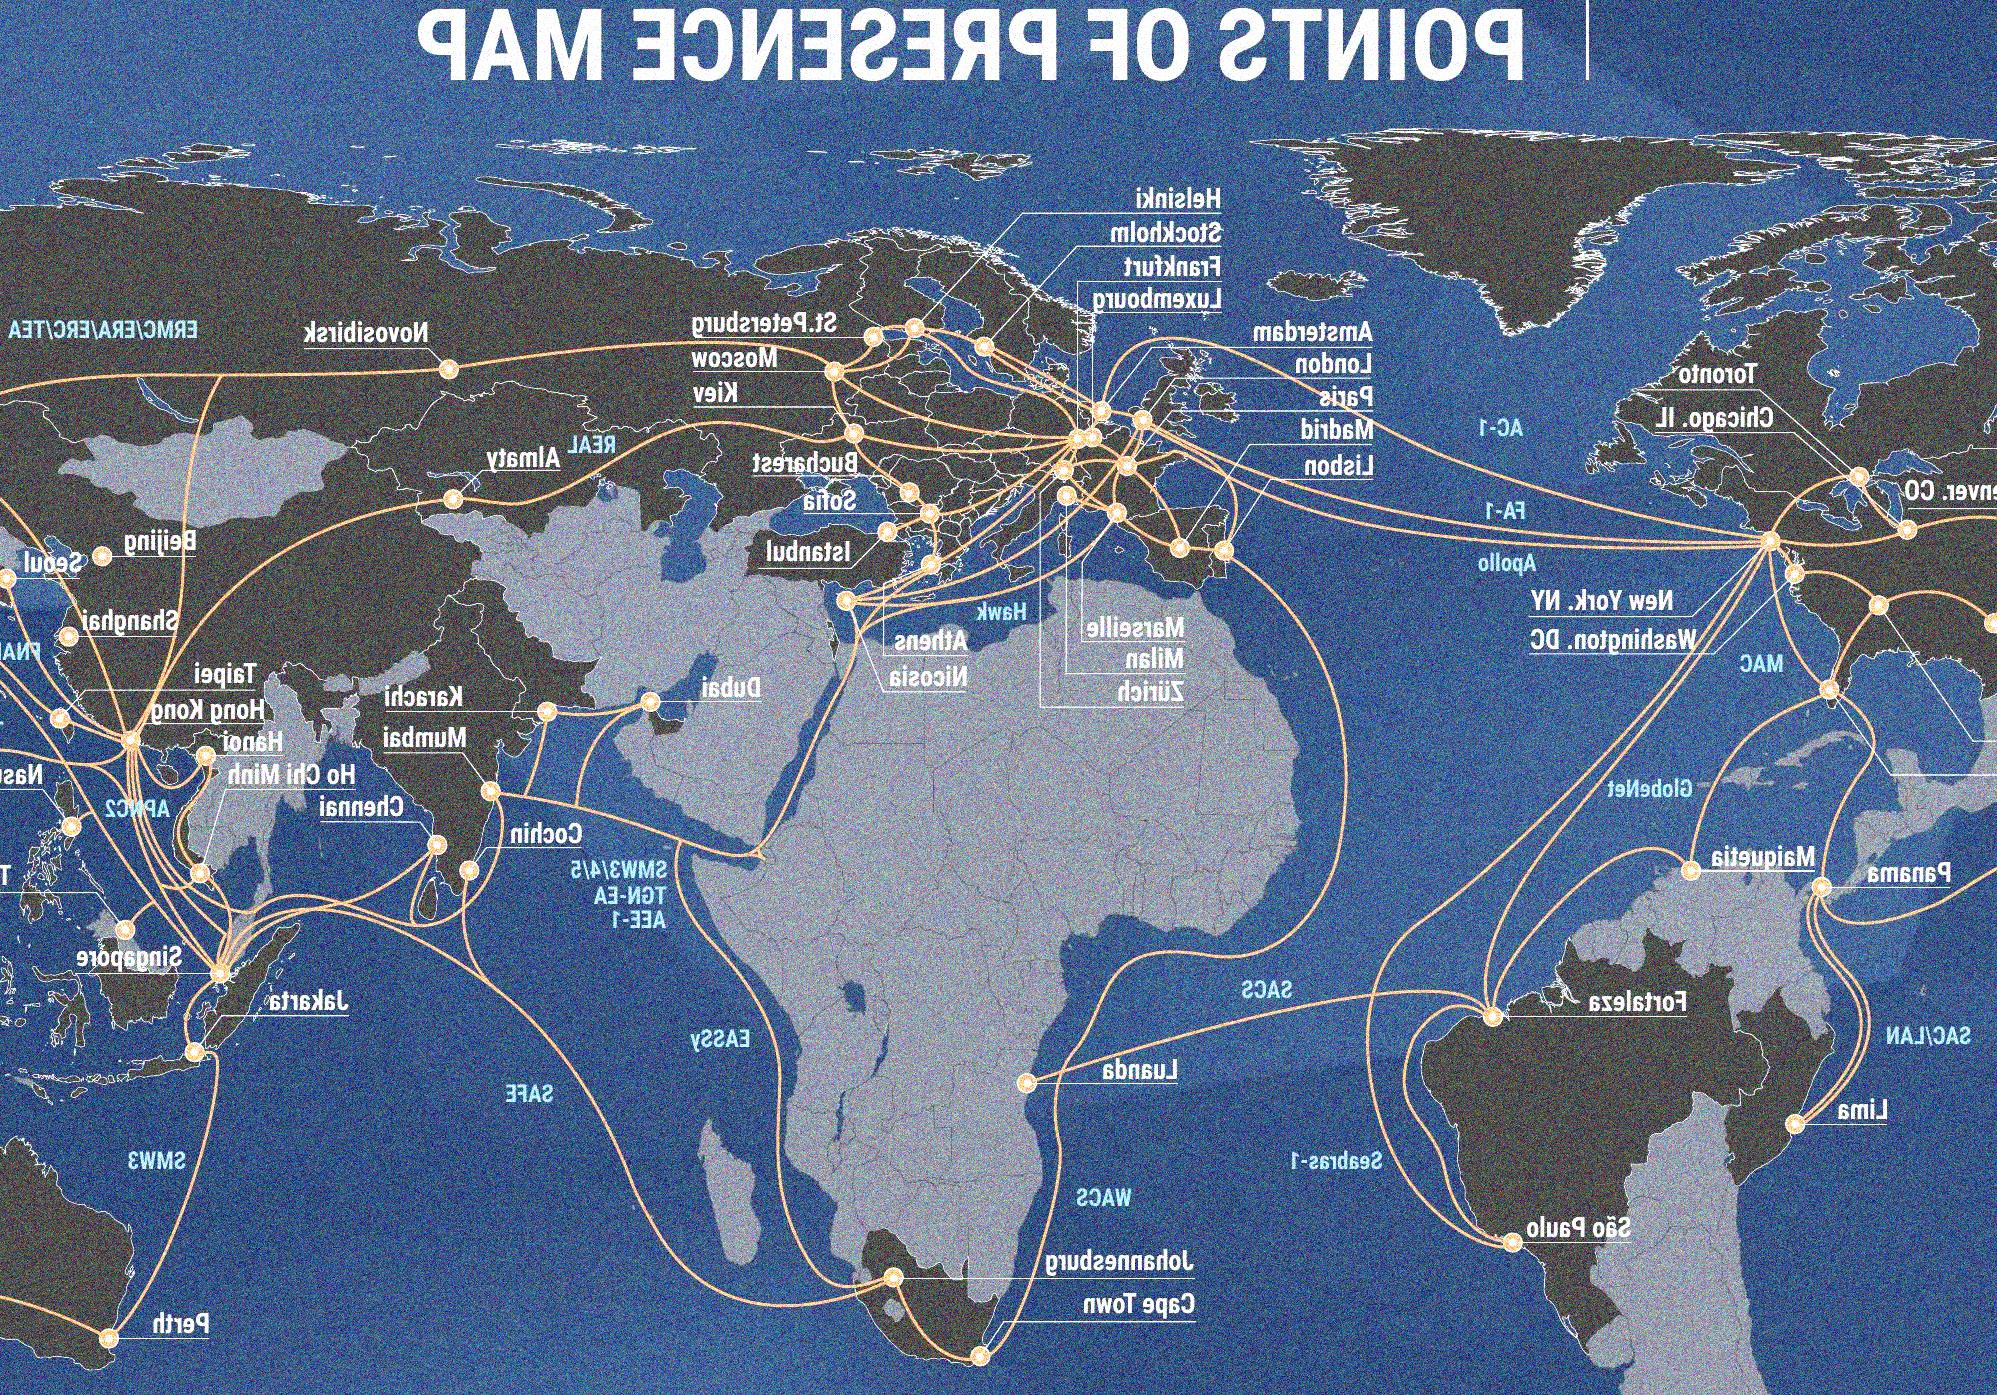 POINTS OF PRESENCE MAP
Helsinki
Stockholm
Frankfurt
Luxembourg
Amsterdam
London
Paris
Madrid
Lisbon
St.Petersburg
Moscow
Kiev
Novosibirsk
ERMC/ERA/ERC/TEA
REAL
Almaty
Bucharest
Sofia
Istanbul
Toronto
Chicago. IL
enver. CO
AC-1
FA-1
Apollo
New York. NY
Washington. DC
MAC
Beijing
Seoul
Shanghai
FNA
Taipei
Hong Kong
Hanoi
Ho Chi Minh
Nasu
APNC2
Chennai
Cochin
Karachi
Mumbai
Dubai
Hawk
Athens
Nicosia
Marseille
Milan
Zürich
GlobeNet
Maiquetia
Panama
SMW3/4/5
TGN-EA
AEE-1
T
Singapore
Jakarta
EASSy
SAFE
SACS
Fortaleza
SAC/LAN
Luanda
Lima
SMW3
Seabras-1
WACS
São Paulo
Johannesburg
Cape Town
Perth